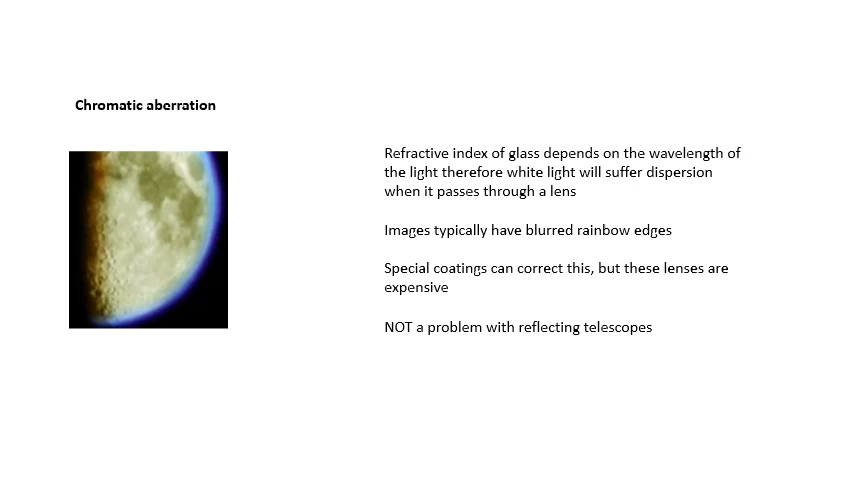 Chromatic aberration
Refractive index of glass depends on the wavelength of
the light therefore white light will suffer dispersion
when it passes through a lens
Images typically have blurred rainbow edges
Special coatings can correct this, but these lenses are
expensive
NOT a problem with reflecting telescopes